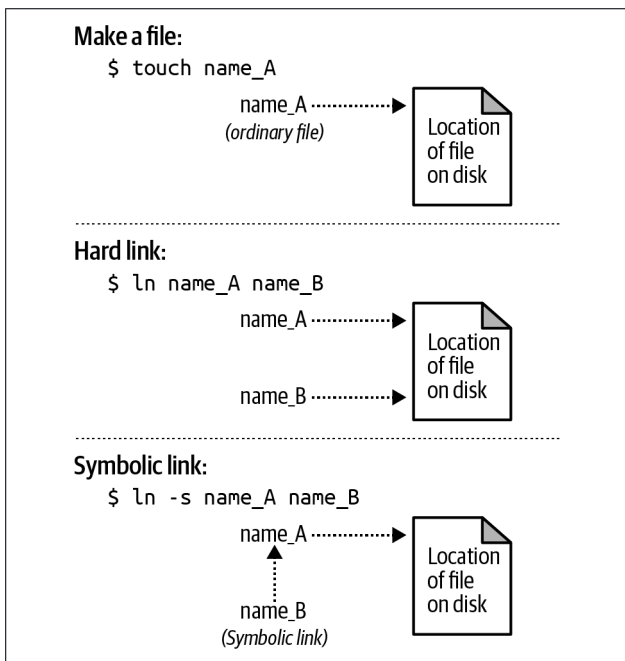 Make a file:
$ touch name_A
name_A
(ordinary file)
Location
of file
on disk
Hard link:
$ ln name_A name_B
name_A
name_B
Location
of file
on disk
Symbolic link:
$ ln -s name_A name_B
name_A
name_B
(Symbolic link)
Location
of file
on disk